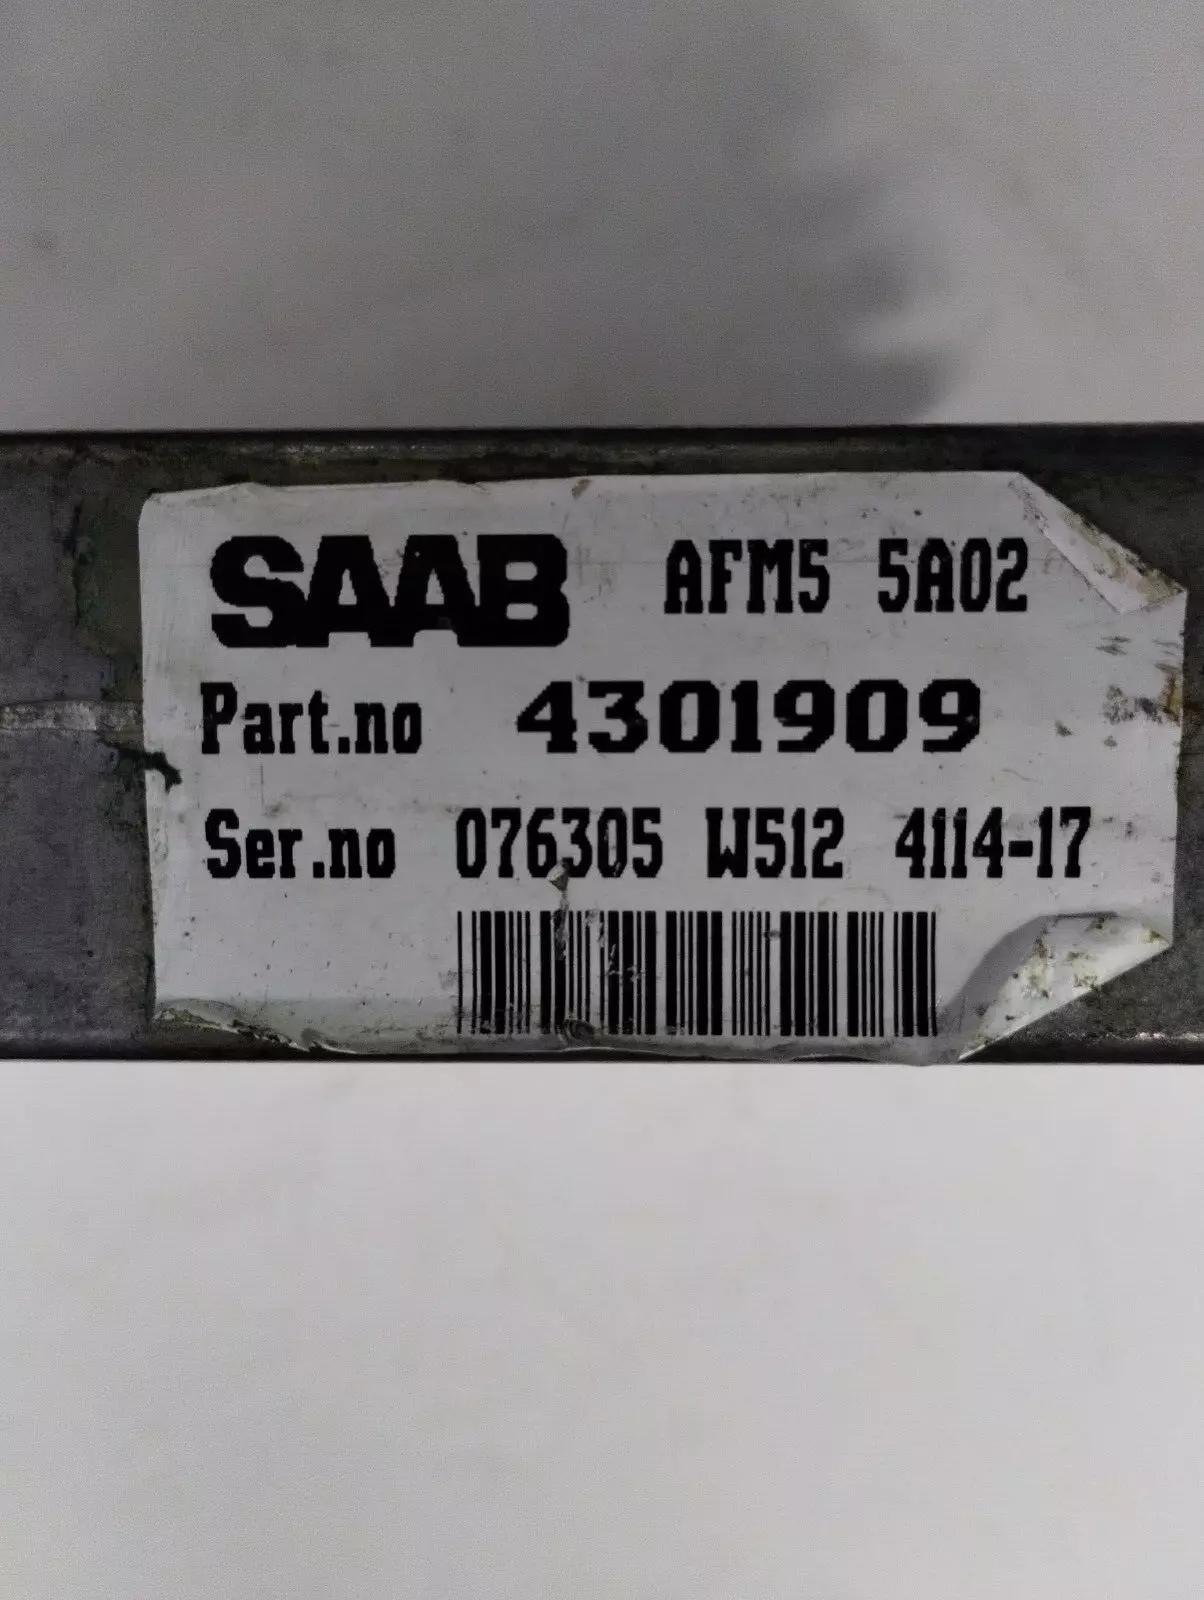 SAAB AFM5 5A02
Part.no 4301909
Ser.no 076305 W512 4114-17